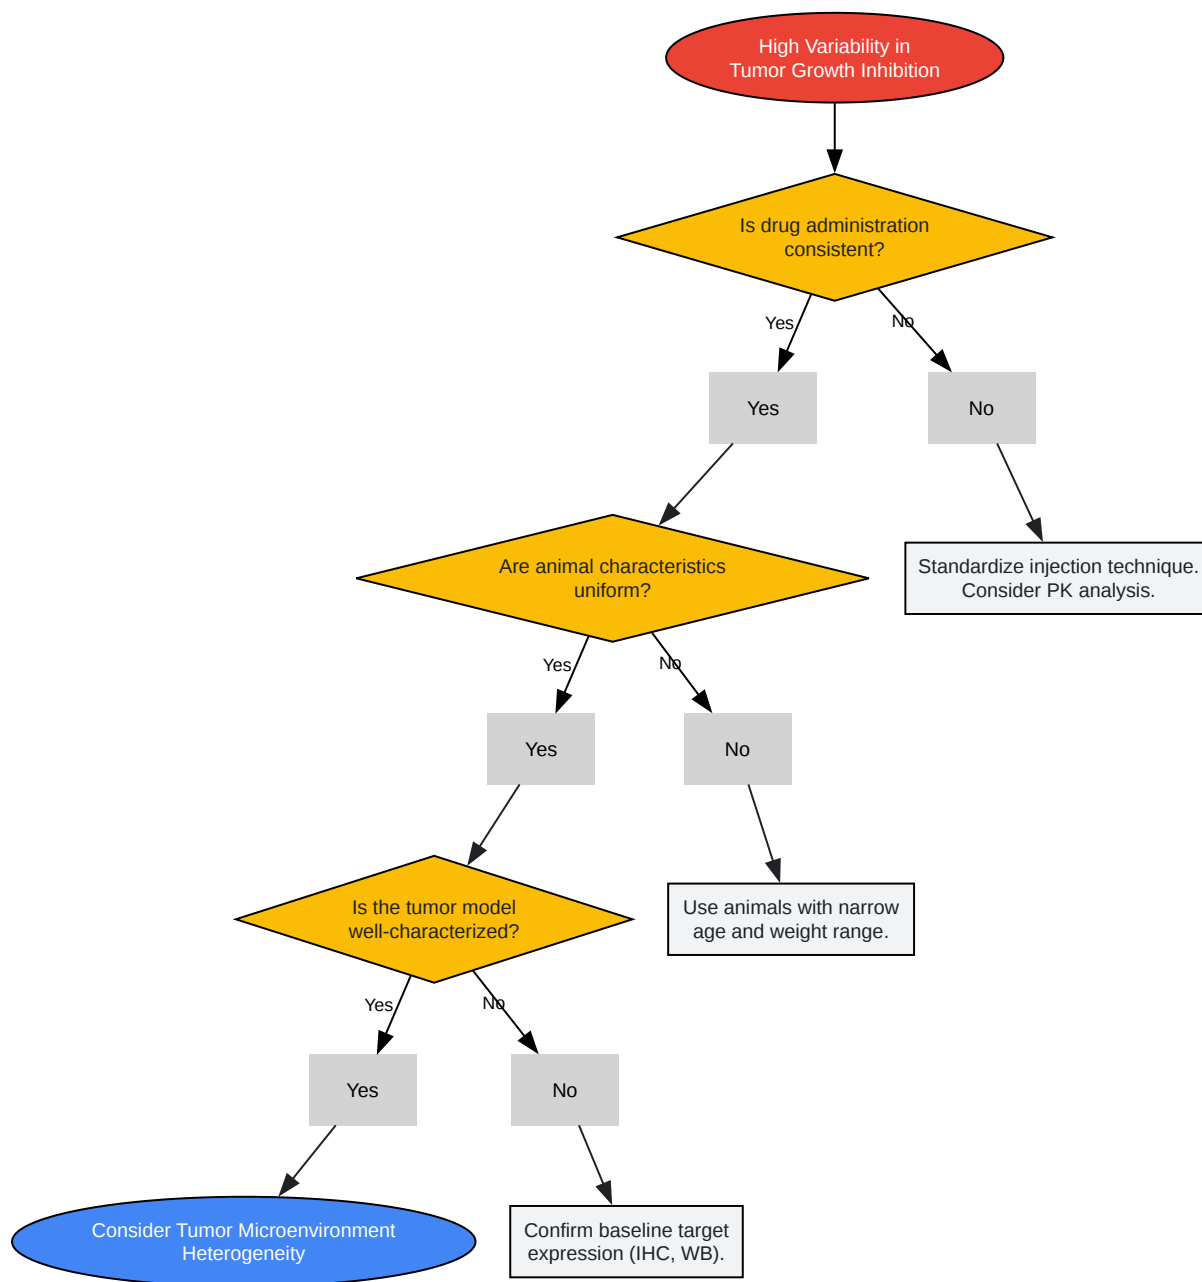 High Variability in
Tumor Growth Inhibition
Is drug administration
consistent?
Yes
No
Yes
No
Are animal characteristics
uniform?
Standardize injection technique.
Consider PK analysis.
Yes
No
Yes
No
Is the tumor model
well-characterized?
Use animals with narrow
age and weight range.
Yes
No
Yes
No
Consider Tumor Microenvironment
Heterogeneity
Confirm baseline target
expression (IHC, WB).